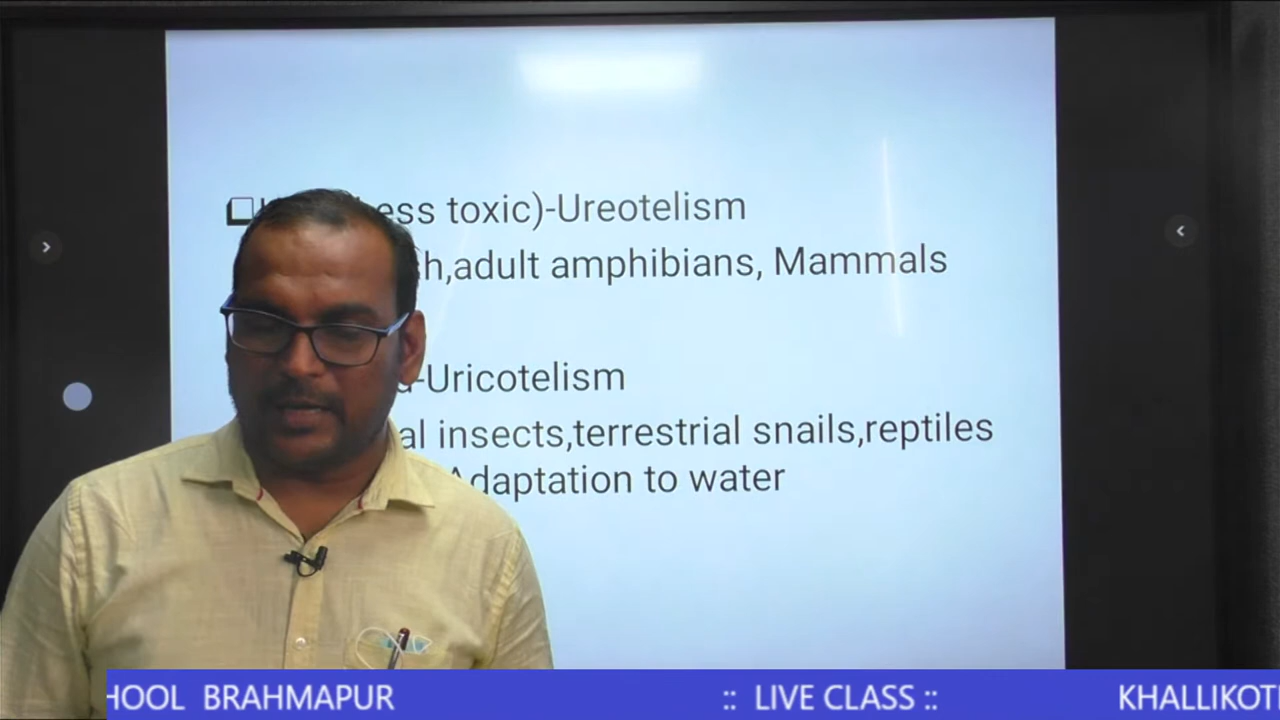 ess toxic)-Ureotelism
h,adult amphibians, Mammals
-Uricotelism
al insects,terrestrial snails,reptiles
Adaptation to water
HOOL BRAHMAPUR :: LIVE CLASS :: KHALLIKOT